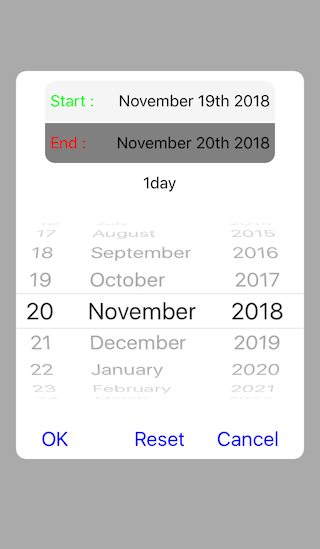 Start : November 19th 2018
End : November 20th 2018
1day
17 August 2015
18 September 2016
19 October 2017
20 November 2018
21 December 2019
22 January 2020
23 February 2021
OK Reset Cancel